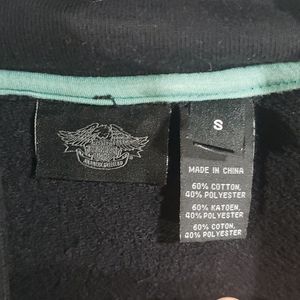 S
MADE IN CHINA
60% COTTON,
40% POLYESTER
60% KATOEN,
40% POLYESTER
60% COTON,
40% POLYESTER